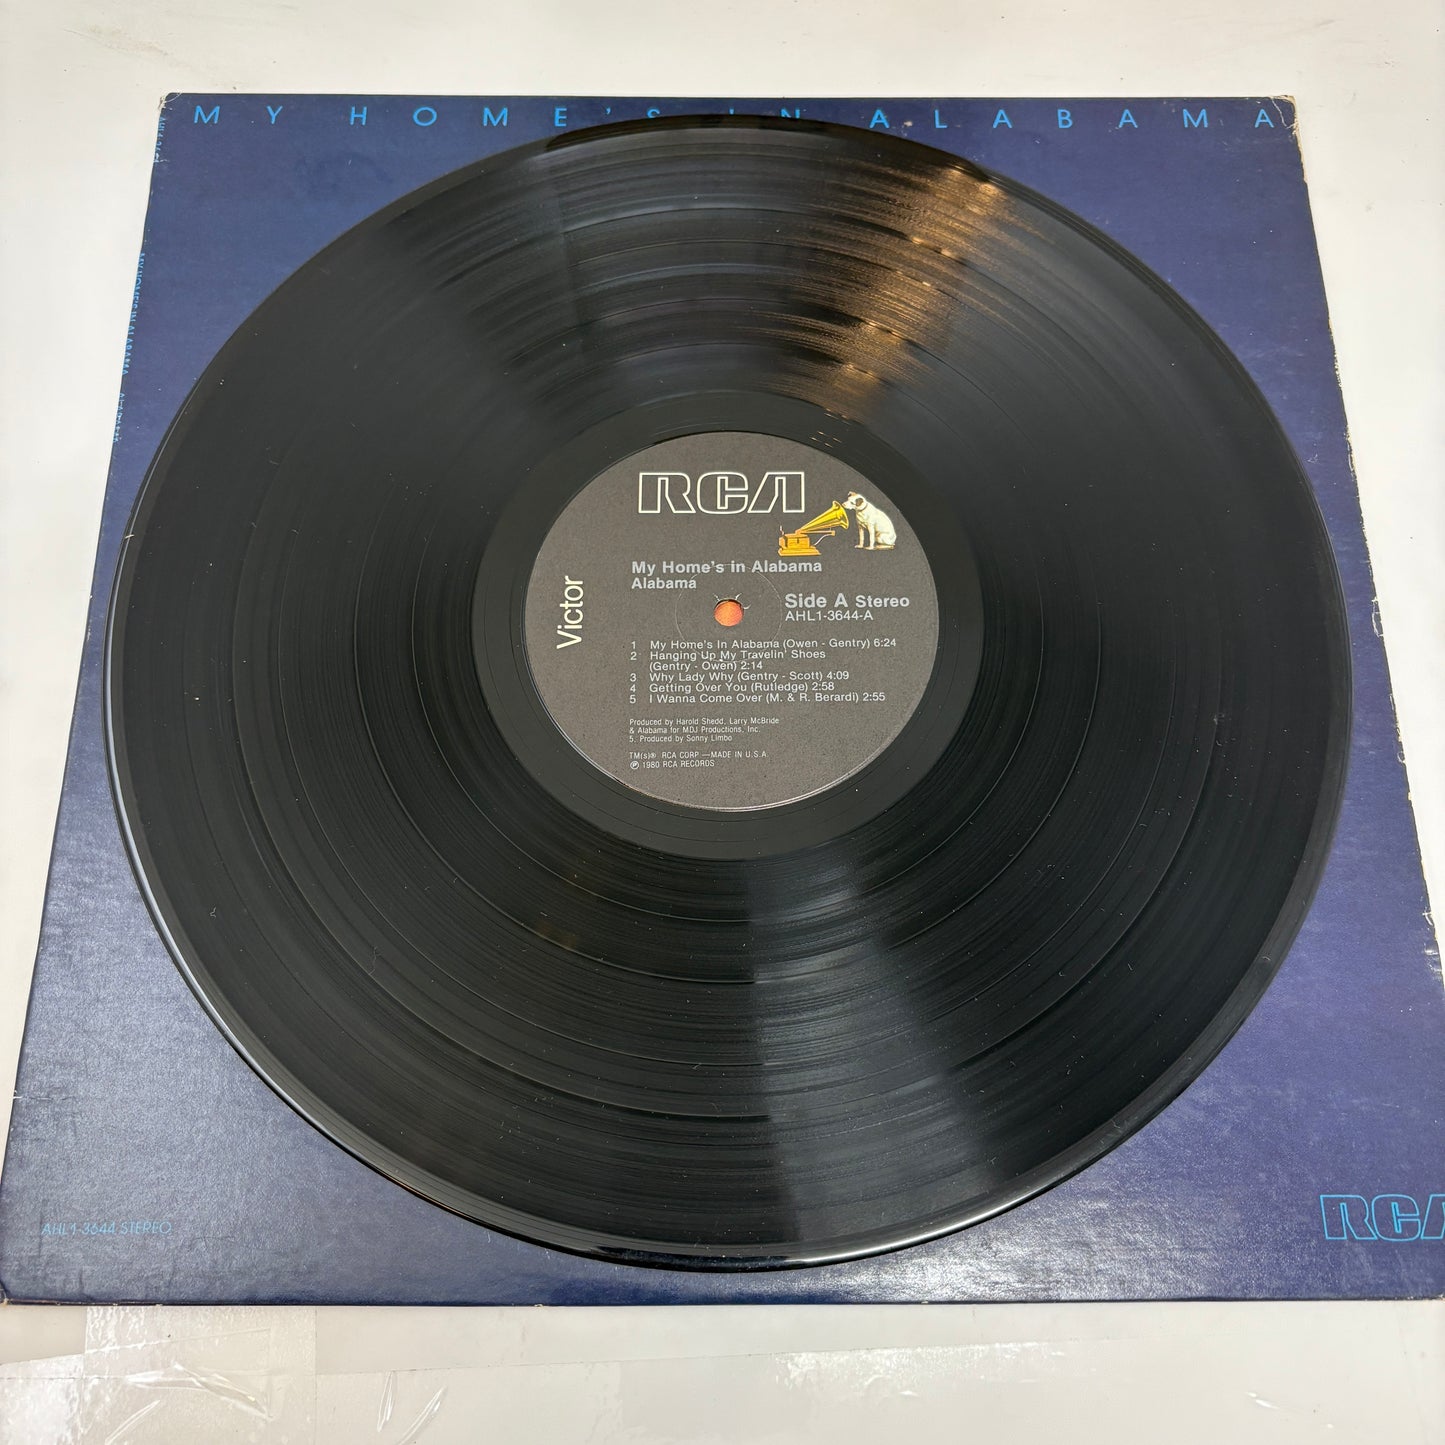 MY HOME'S IN ALABAMA
RCA
My Home's in Alabama
Alabama
Victor
Side A Stereo
AHL1-3644-A
1 My Home's In Alabama (Owen - Gentry) 6:24
2 Hanging Up My Travelin' Shoes
(Gentry - Owen) 2:14
3 Why Lady Why (Gentry - Scott) 4:09
4 Getting Over You (Rutledge) 2:58
5 I Wanna Come Over (M. & R. Berardi) 2:55
Produced by Harold Shedd, Larry McBride
& Alabama for MDJ Productions, Inc.
5. Produced by Sonny Limbo
TM(s)® RCA CORP.—MADE IN U.S.A.
℗ 1980 RCA RECORDS
AHL1-3644 STEREO
RCA
MY HOME'S IN ALABAMA